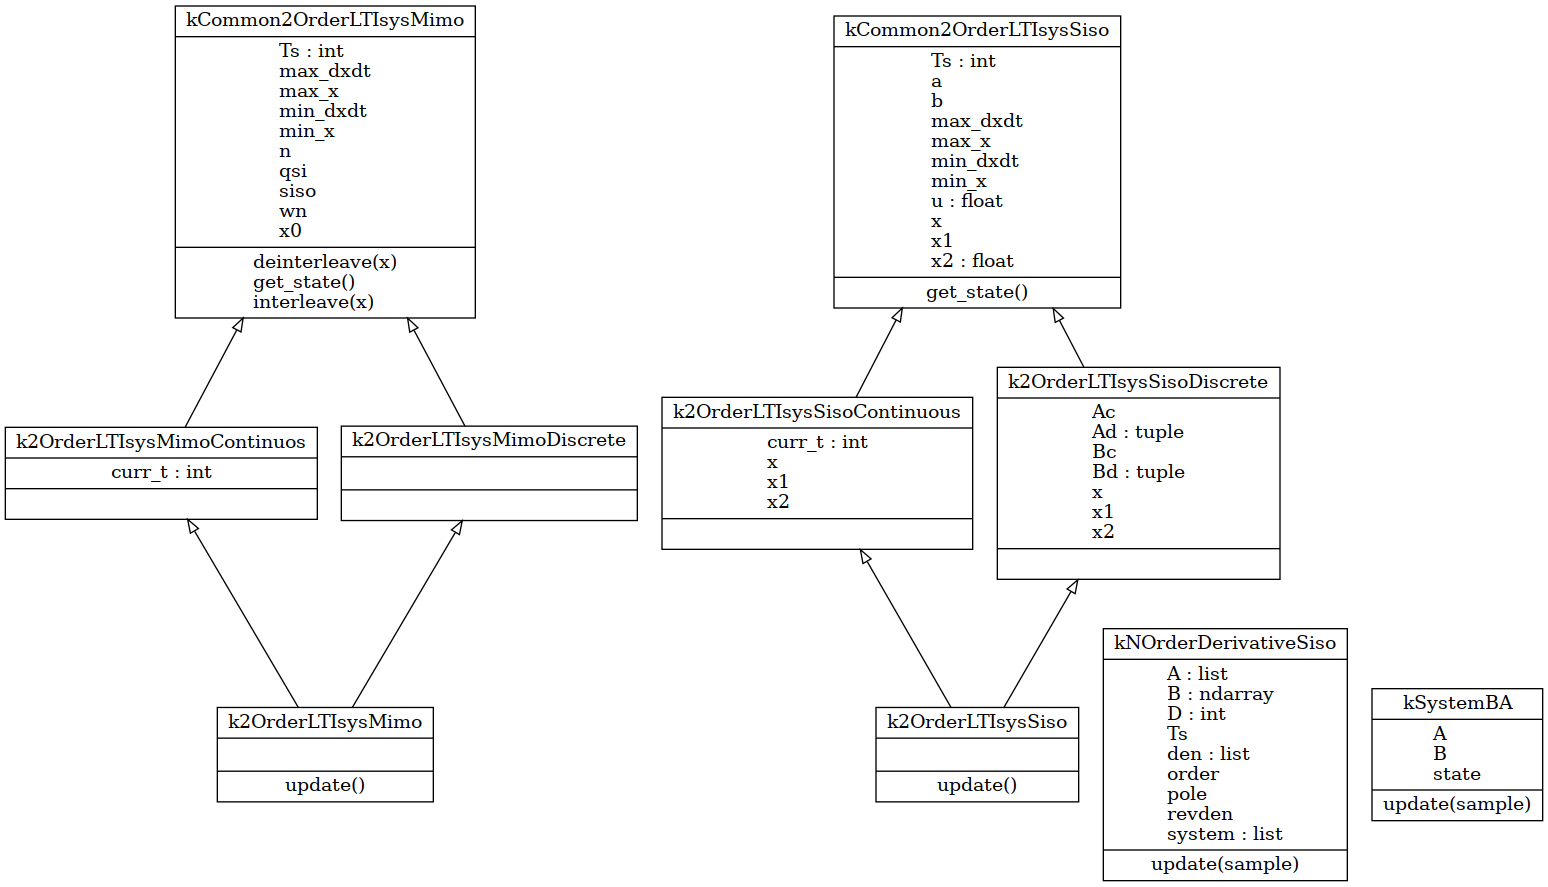 kCommon2OrderLTIsysMimo
Ts : int
max_dxdt
max_x
min_dxdt
min_x
n
qsi
siso
wn
x0
deinterleave(x)
get_state()
interleave(x)
kCommon2OrderLTIsysSiso
Ts : int
a
b
max_dxdt
max_x
min_dxdt
min_x
u : float
x
x1
x2 : float
get_state()
k2OrderLTIsysMimoContinuos
curr_t : int
k2OrderLTIsysMimoDiscrete
k2OrderLTIsysSisoContinuous
curr_t : int
x
x1
x2
k2OrderLTIsysSisoDiscrete
Ac
Ad : tuple
Bc
Bd : tuple
x
x1
x2
k2OrderLTIsysMimo
update()
k2OrderLTIsysSiso
update()
kNOrderDerivativeSiso
A : list
B : ndarray
D : int
Ts
den : list
order
pole
revden
system : list
update(sample)
kSystemBA
A
B
state
update(sample)